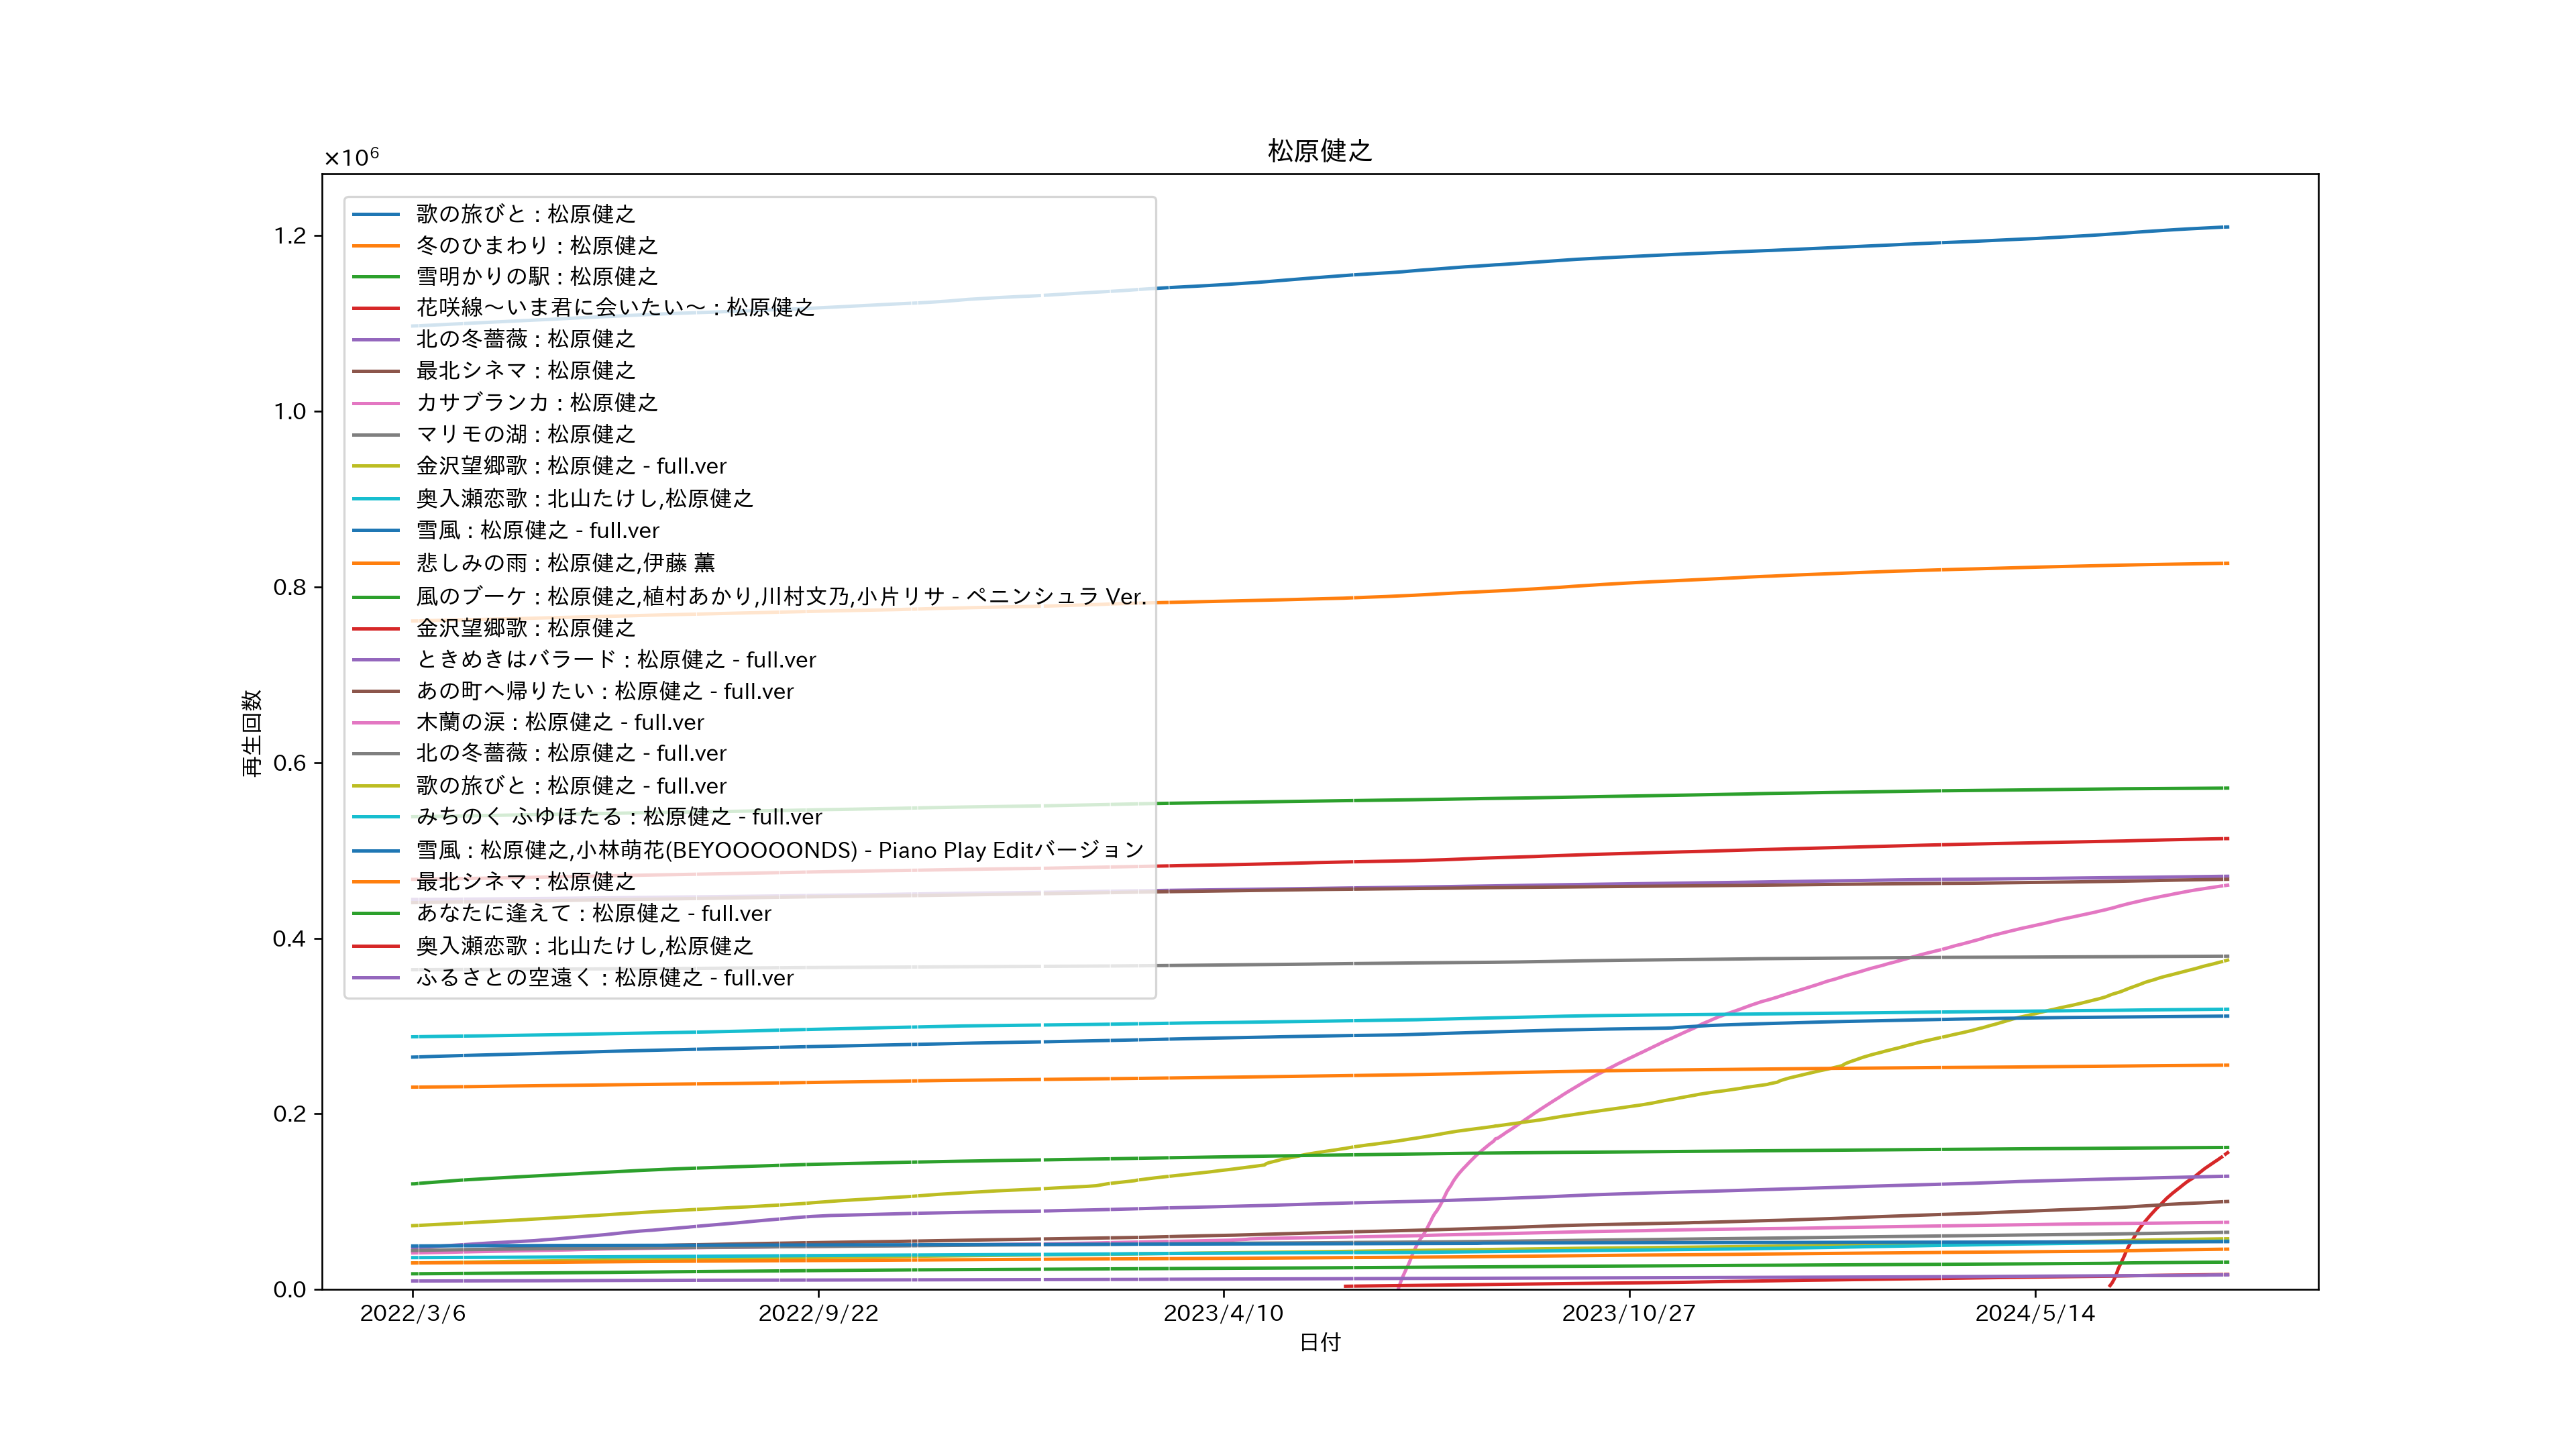 松原健之
×10⁶
1.2
1.0
0.8
0.6
0.4
0.2
0.0
再生回数
歌の旅びと : 松原健之
冬のひまわり : 松原健之
雪明かりの駅 : 松原健之
花咲線～いま君に会いたい～ : 松原健之
北の冬薔薇 : 松原健之
最北シネマ : 松原健之
カサブランカ : 松原健之
マリモの湖 : 松原健之
金沢望郷歌 : 松原健之 - full.ver
奥入瀬恋歌 : 北山たけし,松原健之
雪風 : 松原健之 - full.ver
悲しみの雨 : 松原健之,伊藤 薫
風のブーケ : 松原健之,植村あかり,川村文乃,小片リサ - ペニンシュラ Ver.
金沢望郷歌 : 松原健之
ときめきはバラード : 松原健之 - full.ver
あの町へ帰りたい : 松原健之 - full.ver
木蘭の涙 : 松原健之 - full.ver
北の冬薔薇 : 松原健之 - full.ver
歌の旅びと : 松原健之 - full.ver
みちのく ふゆほたる : 松原健之 - full.ver
雪風 : 松原健之,小林萌花(BEYOOOOONDS) - Piano Play Editバージョン
最北シネマ : 松原健之
あなたに逢えて : 松原健之 - full.ver
奥入瀬恋歌 : 北山たけし,松原健之
ふるさとの空遠く : 松原健之 - full.ver
2022/3/6
2022/9/22
2023/4/10
2023/10/27
2024/5/14
日付